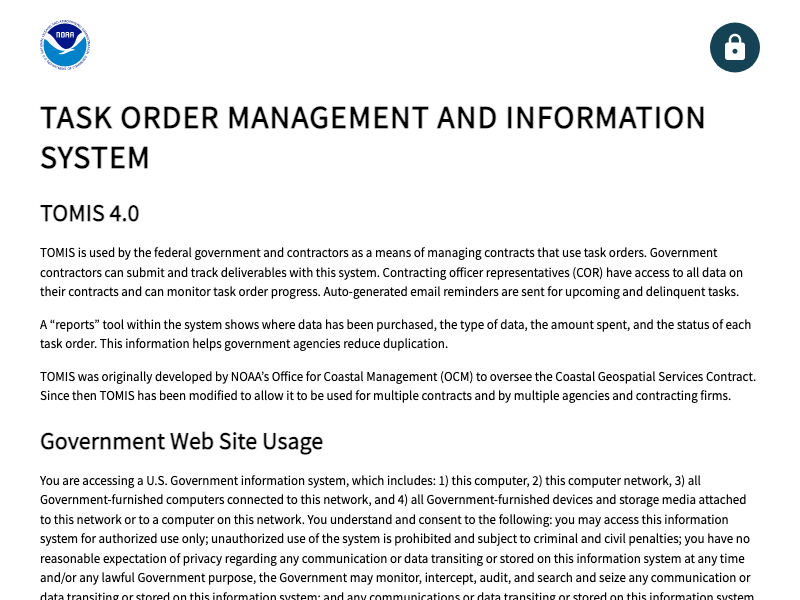 NOAA
TASK ORDER MANAGEMENT AND INFORMATION
SYSTEM
TOMIS 4.0
TOMIS is used by the federal government and contractors as a means of managing contracts that use task orders. Government
contractors can submit and track deliverables with this system. Contracting officer representatives (COR) have access to all data on
their contracts and can monitor task order progress. Auto-generated email reminders are sent for upcoming and delinquent tasks.
A “reports” tool within the system shows where data has been purchased, the type of data, the amount spent, and the status of each
task order. This information helps government agencies reduce duplication.
TOMIS was originally developed by NOAA’s Office for Coastal Management (OCM) to oversee the Coastal Geospatial Services Contract.
Since then TOMIS has been modified to allow it to be used for multiple contracts and by multiple agencies and contracting firms.
Government Web Site Usage
You are accessing a U.S. Government information system, which includes: 1) this computer, 2) this computer network, 3) all
Government-furnished computers connected to this network, and 4) all Government-furnished devices and storage media attached
to this network or to a computer on this network. You understand and consent to the following: you may access this information
system for authorized use only; unauthorized use of the system is prohibited and subject to criminal and civil penalties; you have no
reasonable expectation of privacy regarding any communication or data transiting or stored on this information system at any time
and/or any lawful Government purpose, the Government may monitor, intercept, audit, and search and seize any communication or
data transiting or stored on this information system; and any communications or data transiting or stored on this information system